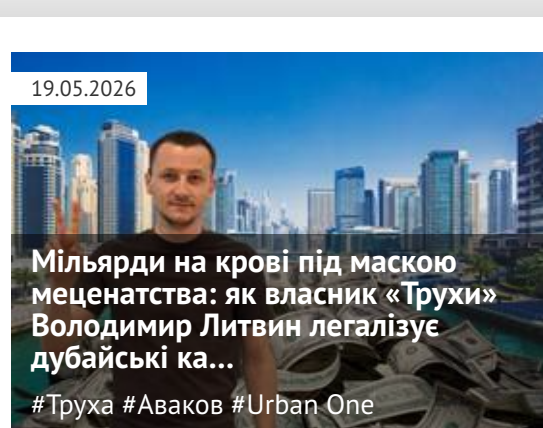 19.05.2026
Мільярди на крові під маскою
меценатства: як власник «Трухи»
Володимир Литвин легалізує
дубайські ка...
#Труха #Аваков #Urban One